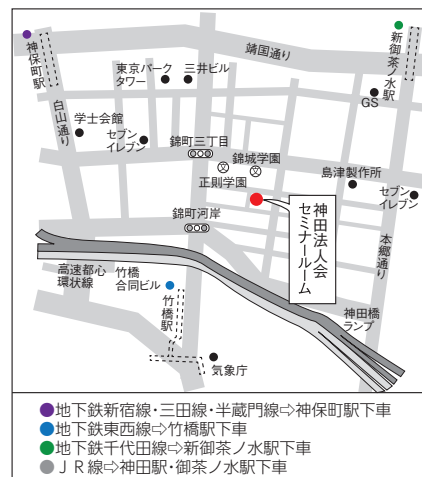 神保町駅
靖国通り
新御茶ノ水駅
東京パーク
タワー
三井ビル
GS
白山通り
学士会館
セブン
イレブン
錦町三丁目
錦城学園
正則学園
島津製作所
セブン
イレブン
錦町河岸
神田法人会
セミナールーム
本郷通り
高速都心
環状線
竹橋
合同ビル
竹橋駅
神田橋
ランプ
気象庁
●地下鉄新宿線・三田線・半蔵門線⇨神保町駅下車
●地下鉄東西線⇨竹橋駅下車
●地下鉄千代田線⇨新御茶ノ水駅下車
●ＪＲ線⇨神田駅・御茶ノ水駅下車